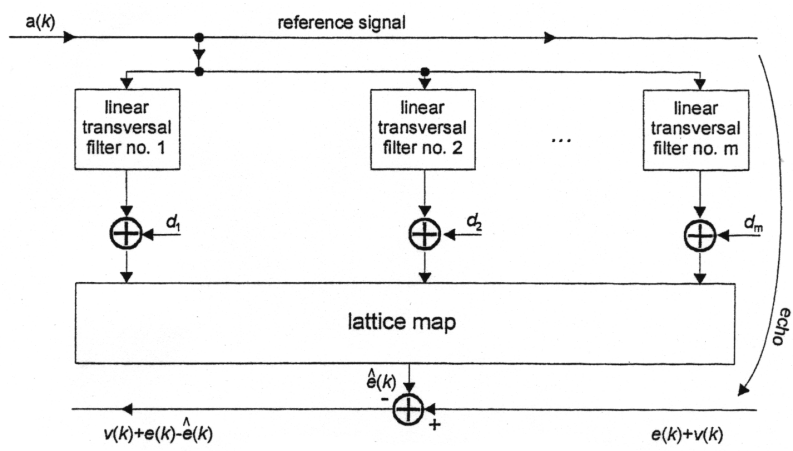 a(k)
reference signal
linear
transversal
filter no. 1
linear
transversal
filter no. 2
...
linear
transversal
filter no. m
d₁
d₂
dₘ
lattice map
echo
ê(k)
-
+
v(k)+e(k)-ê(k)
e(k)+v(k)